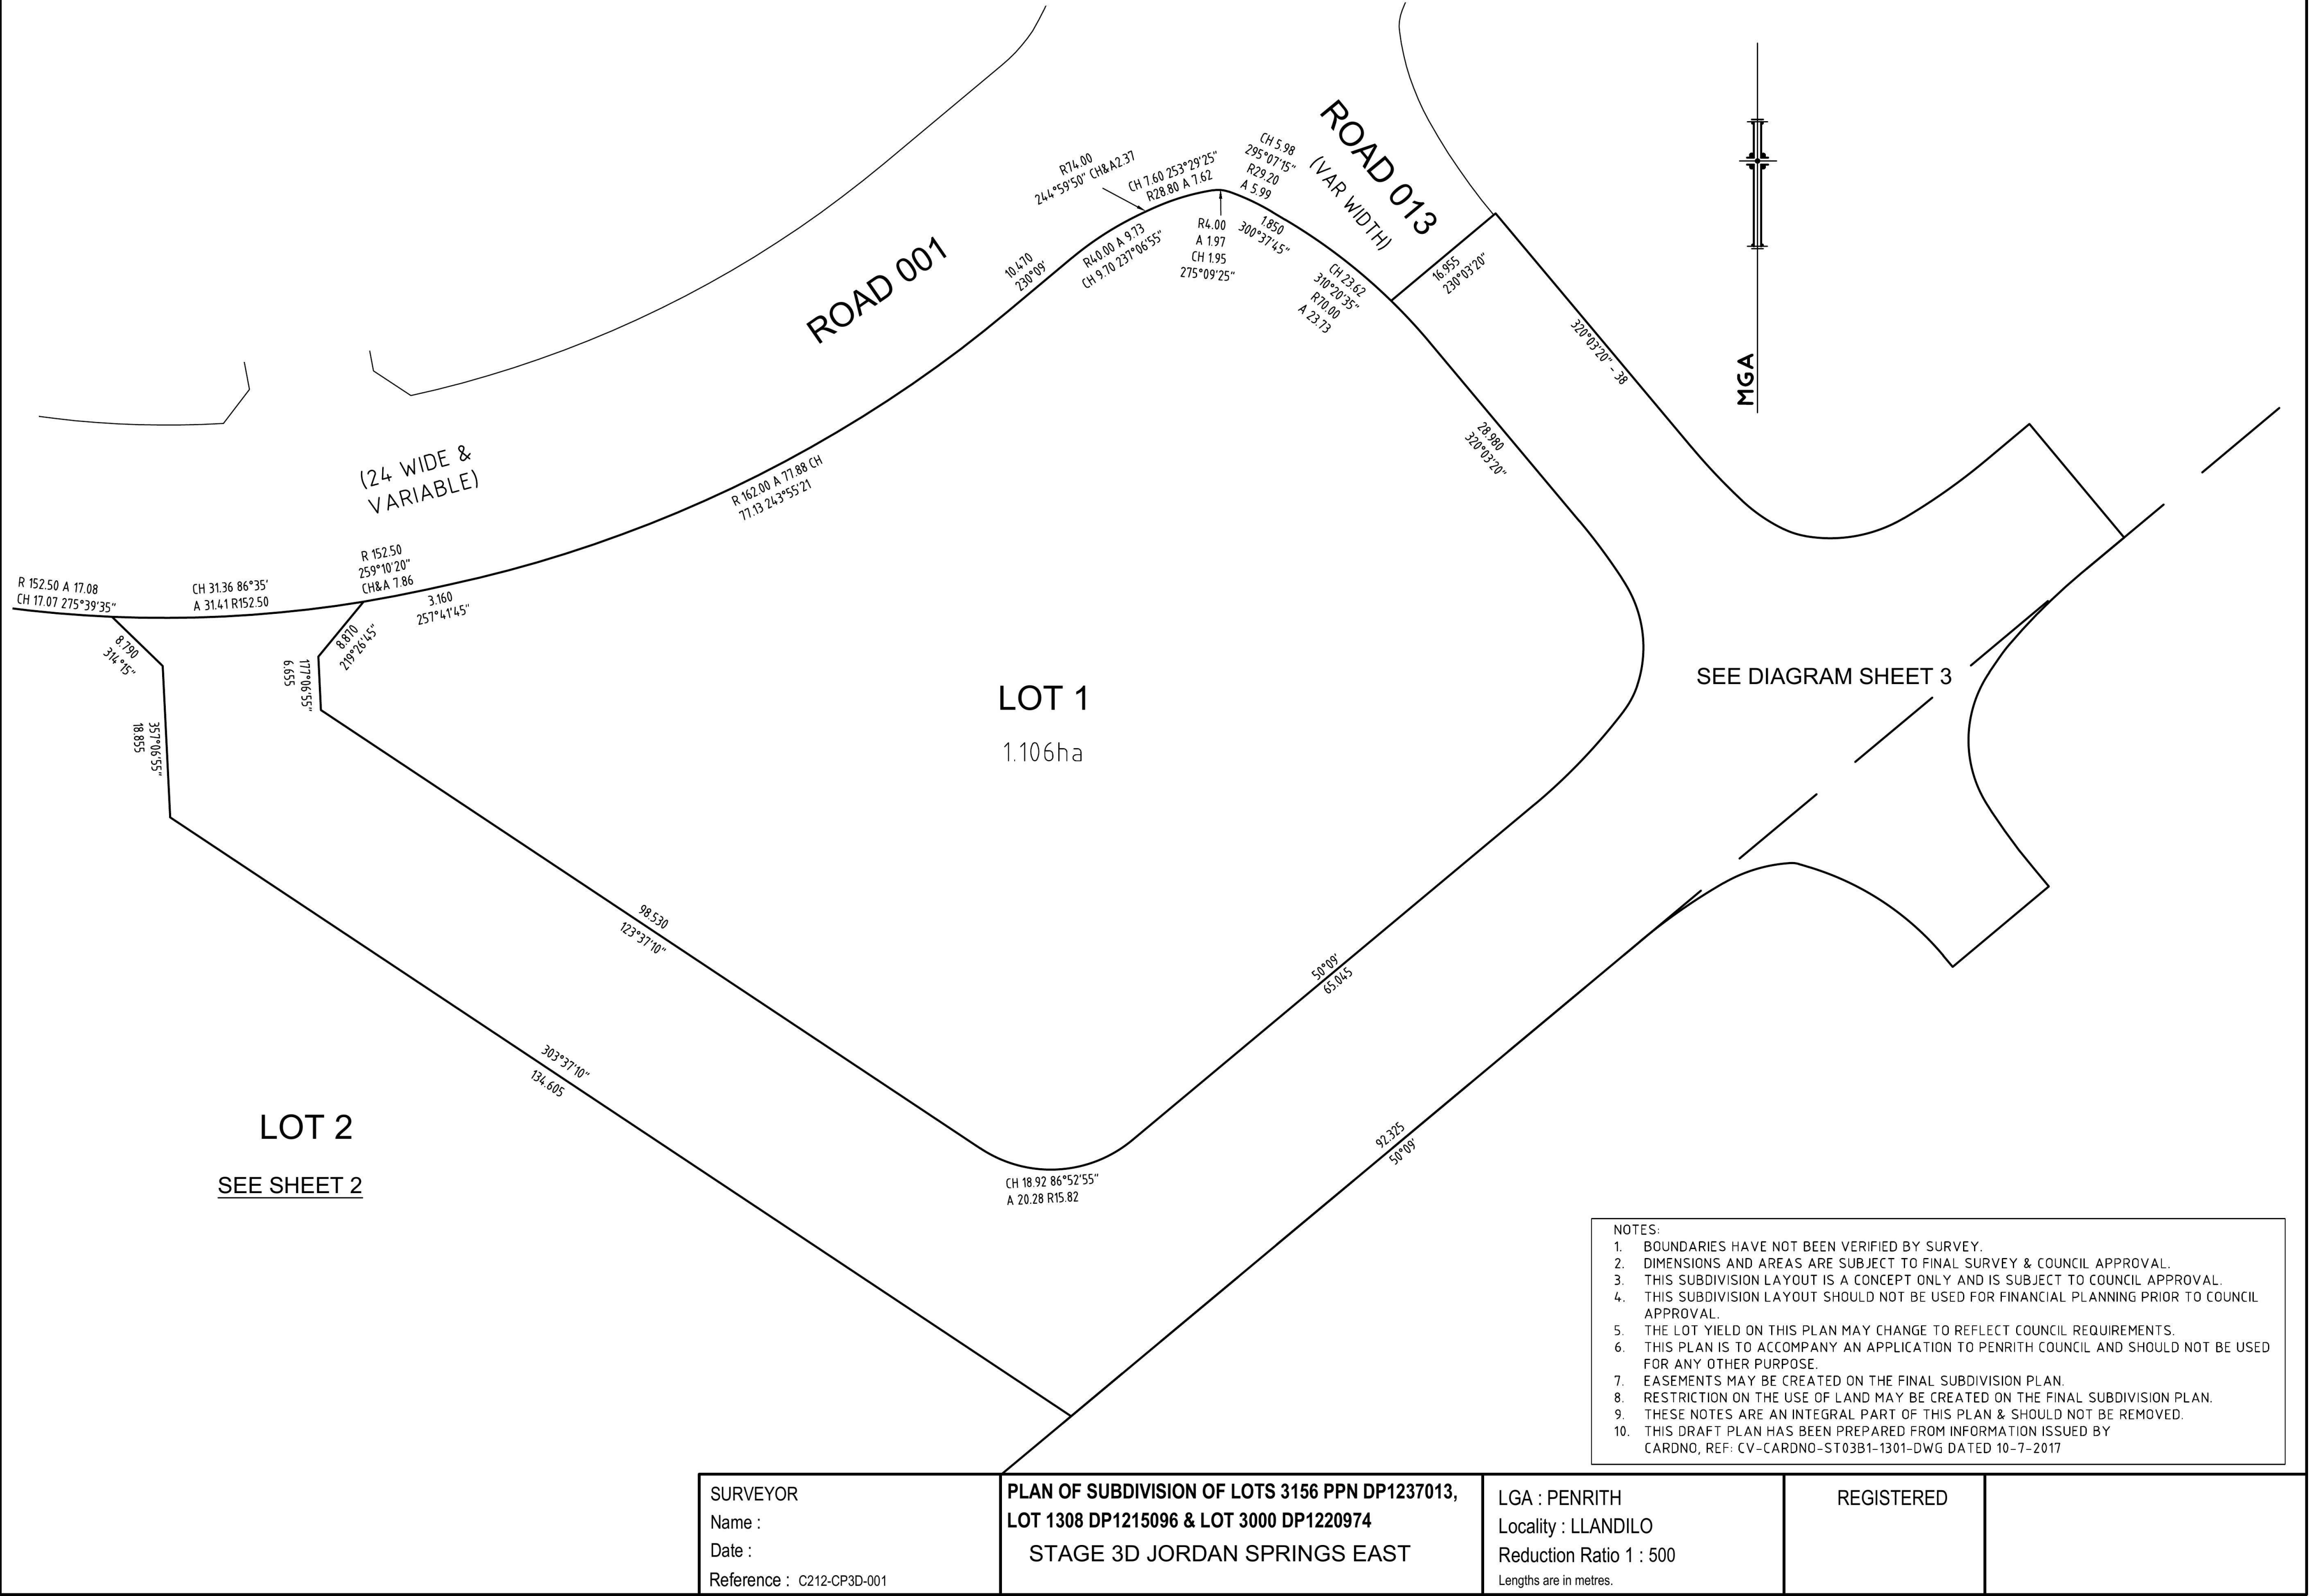 ROAD 013
(VAR WIDTH)
CH 5.98
295°07'15"
R29.20
A 5.99
R74.00
244°59'50" CH&A2.37
CH 7.60 253°29'25"
R28.80 A 7.62
R4.00
A 1.97
CH 1.95
275°09'25"
1.850
300°37'45"
R40.00 A 9.73
CH 9.70 237°06'55"
10.470
230°09'
ROAD 001
CH 23.62
310°20'35"
R70.00
A 23.73
16.955
230°03'20"
320°03'20" - 38
MGA
28.980
320°03'20"
(24 WIDE &
VARIABLE)
R 162.00 A 77.88 CH
77.13 243°55'21
R 152.50
259°10'20"
CH&A 7.86
R 152.50 A 17.08
CH 17.07 275°39'35"
CH 31.36 86°35'
A 31.41 R152.50
3.160
257°41'45"
8.790
314°15"
8.870
219°26'45"
177°06'55"
6.655
357°06'55"
18.855
LOT 1
1.106ha
SEE DIAGRAM SHEET 3
98.530
123°37'10"
50°09'
65.045
303°37'10"
134.605
92.325
50°09'
LOT 2
SEE SHEET 2
CH 18.92 86°52'55"
A 20.28 R15.82
NOTES:
1. BOUNDARIES HAVE NOT BEEN VERIFIED BY SURVEY.
2. DIMENSIONS AND AREAS ARE SUBJECT TO FINAL SURVEY & COUNCIL APPROVAL.
3. THIS SUBDIVISION LAYOUT IS A CONCEPT ONLY AND IS SUBJECT TO COUNCIL APPROVAL.
4. THIS SUBDIVISION LAYOUT SHOULD NOT BE USED FOR FINANCIAL PLANNING PRIOR TO COUNCIL
APPROVAL.
5. THE LOT YIELD ON THIS PLAN MAY CHANGE TO REFLECT COUNCIL REQUIREMENTS.
6. THIS PLAN IS TO ACCOMPANY AN APPLICATION TO PENRITH COUNCIL AND SHOULD NOT BE USED
FOR ANY OTHER PURPOSE.
7. EASEMENTS MAY BE CREATED ON THE FINAL SUBDIVISION PLAN.
8. RESTRICTION ON THE USE OF LAND MAY BE CREATED ON THE FINAL SUBDIVISION PLAN.
9. THESE NOTES ARE AN INTEGRAL PART OF THIS PLAN & SHOULD NOT BE REMOVED.
10. THIS DRAFT PLAN HAS BEEN PREPARED FROM INFORMATION ISSUED BY
CARDNO, REF: CV-CARDNO-ST03B1-1301-DWG DATED 10-7-2017
SURVEYOR
Name :
Date :
Reference : C212-CP3D-001
PLAN OF SUBDIVISION OF LOTS 3156 PPN DP1237013,
LOT 1308 DP1215096 & LOT 3000 DP1220974
STAGE 3D JORDAN SPRINGS EAST
LGA : PENRITH
Locality : LLANDILO
Reduction Ratio 1 : 500
Lengths are in metres.
REGISTERED